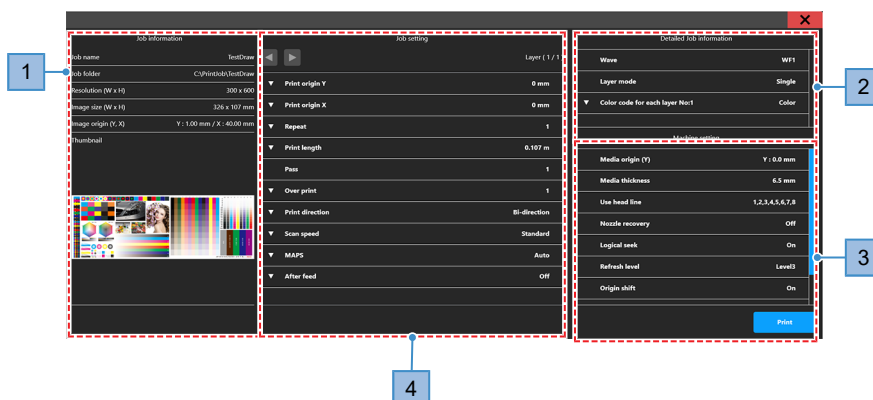 Job information
Job name TestDraw
Job folder C:\PrintJob\TestDraw
Resolution (W x H) 300 x 600
Image size (W x H) 326 x 107 mm
Image origin (Y, X) Y : 1.00 mm / X : 40.00 mm
Thumbnail
Job setting
Layer ( 1 / 1
Print origin Y 0 mm
Print origin X 0 mm
Repeat 1
Print length 0.107 m
Pass 1
Over print 1
Print direction Bi-direction
Scan speed Standard
MAPS Auto
After feed Off
Detailed Job information
Wave WF1
Layer mode Single
Color code for each layer No:1 Color
Machine setting
Media origin (Y) Y : 0.0 mm
Media thickness 6.5 mm
Use head line 1,2,3,4,5,6,7,8
Nozzle recovery Off
Logical seek On
Refresh level Level3
Origin shift On
Print
1
2
3
4